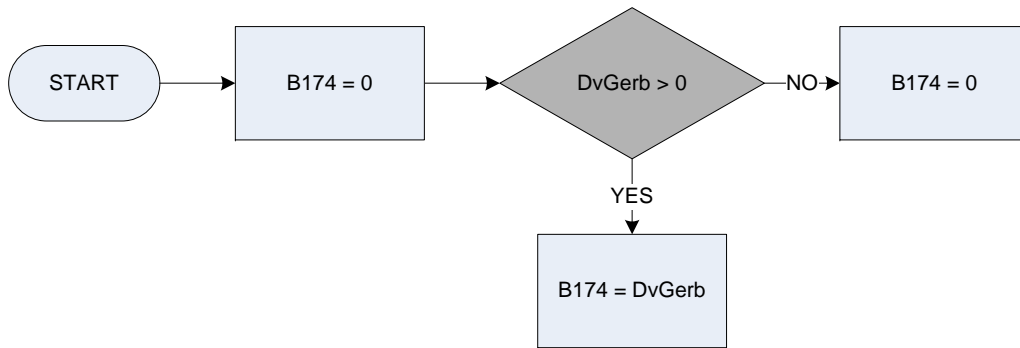 START
B174 = 0
DvGerb > 0
NO
B174 = 0
YES
B174 = DvGerb